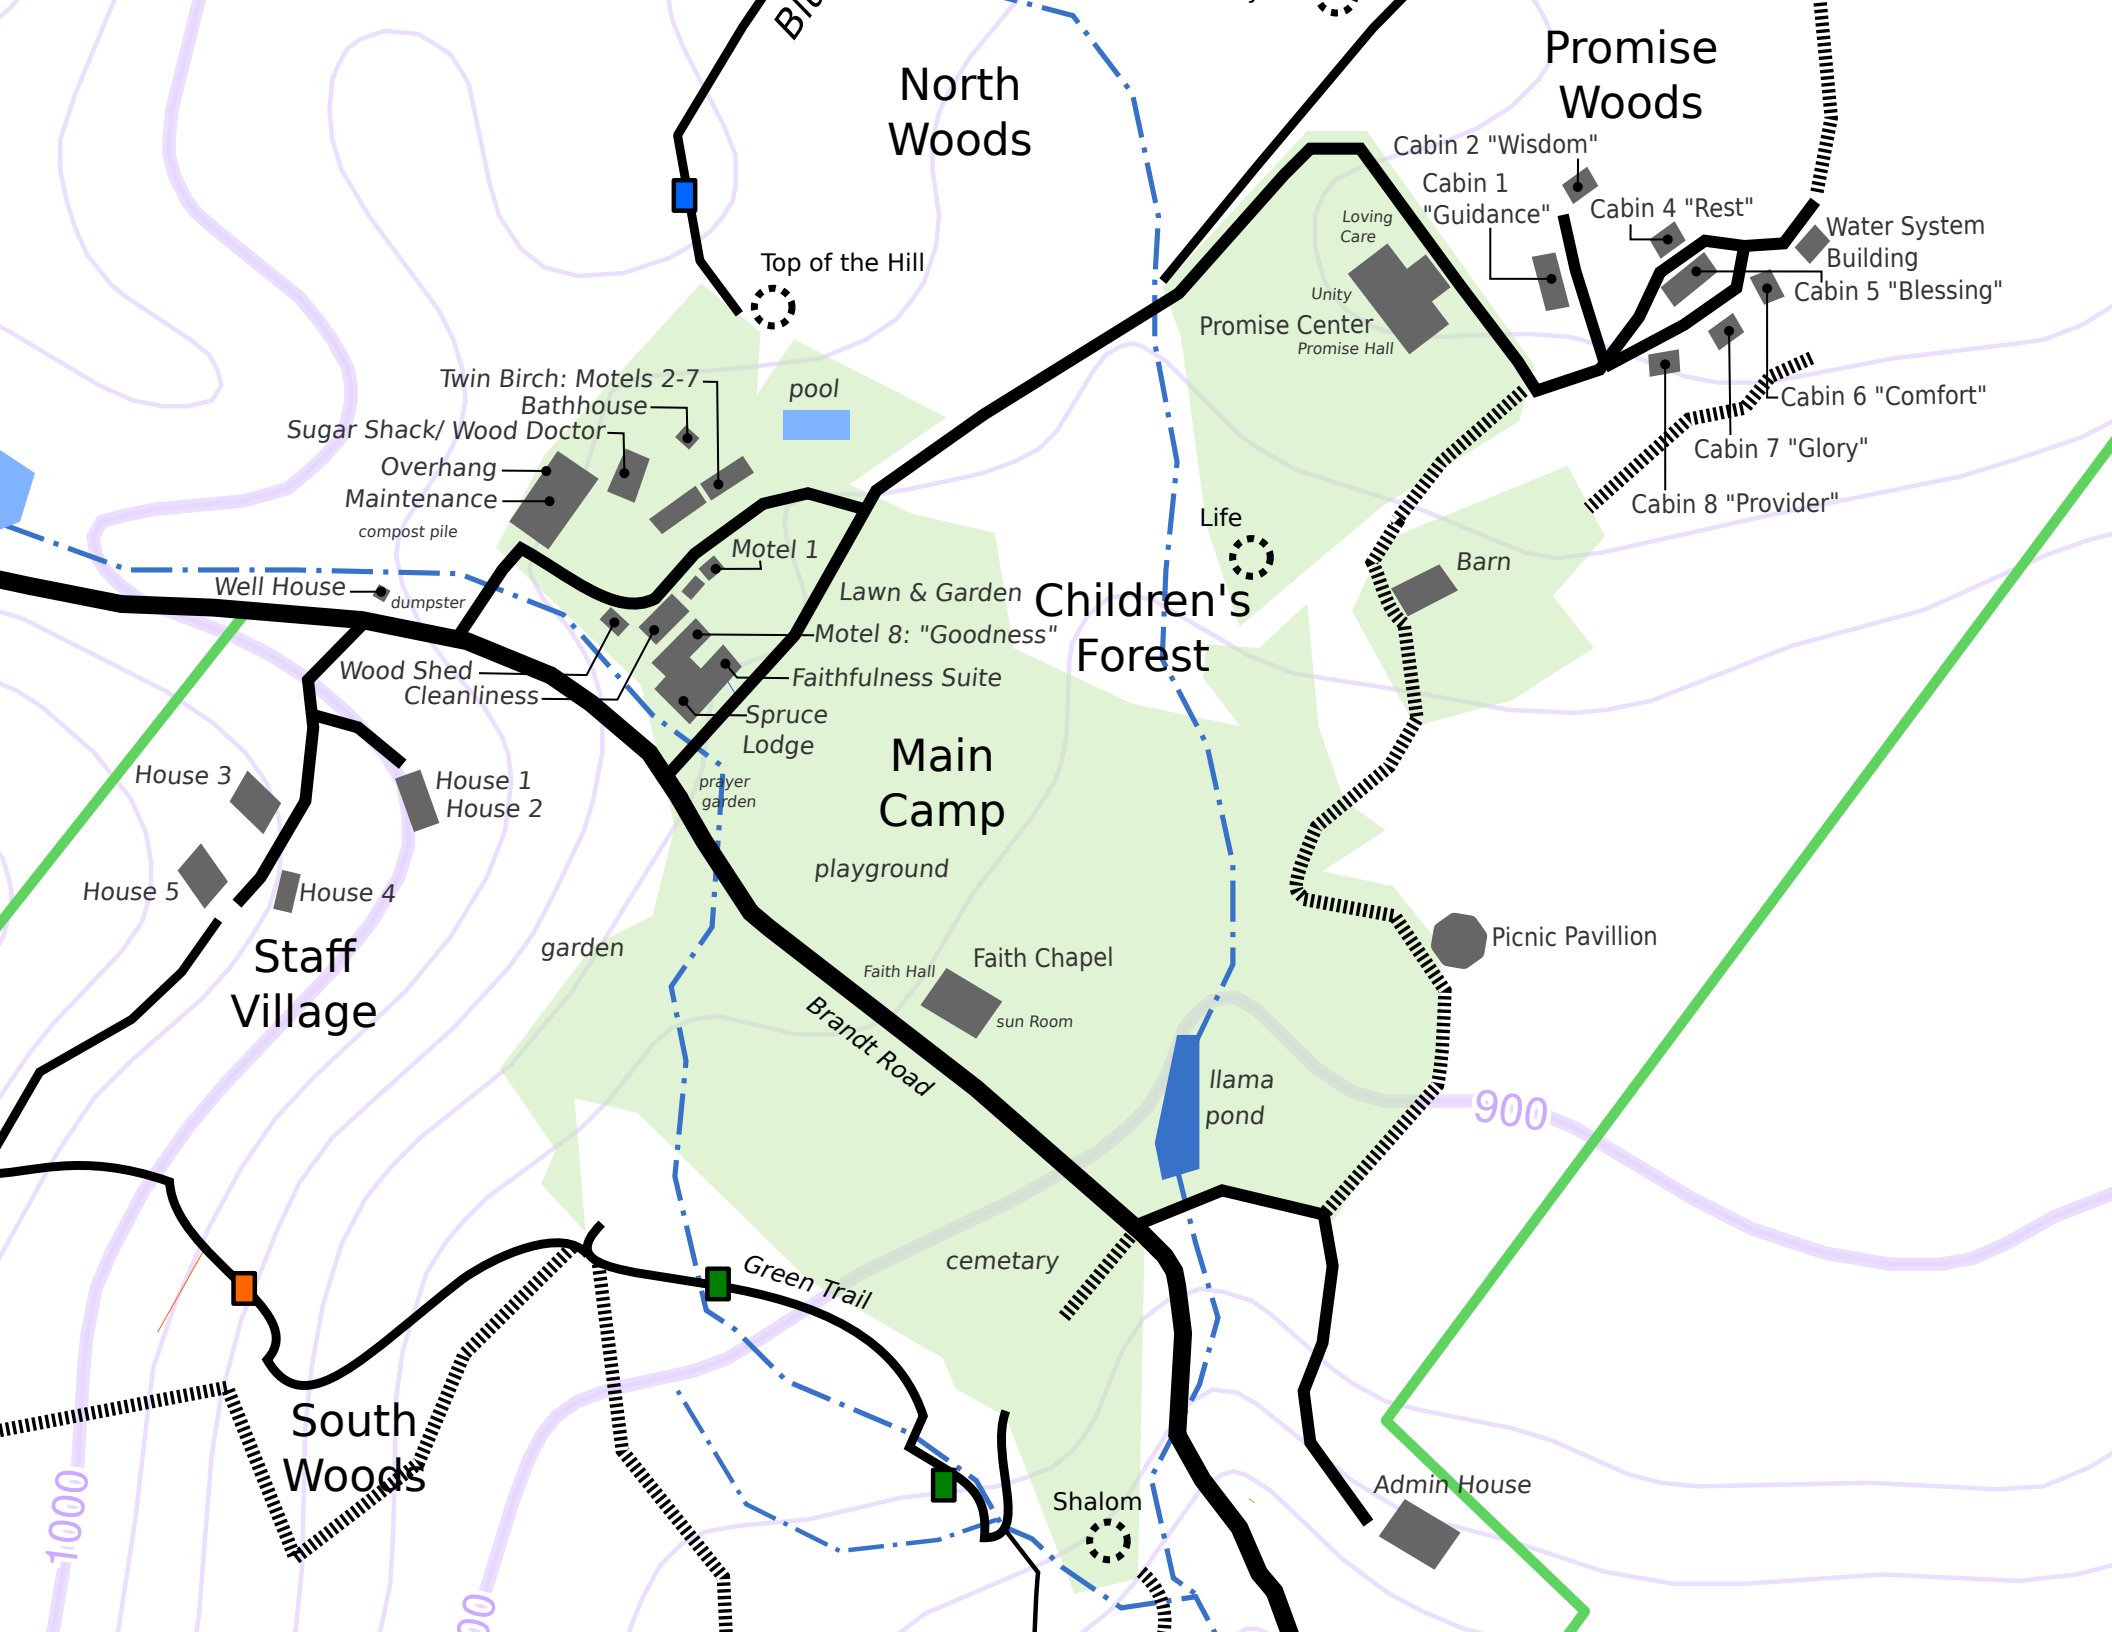 Blu
North
Woods
Promise
Woods
Cabin 2 "Wisdom"
Cabin 1
"Guidance"
Cabin 4 "Rest"
Water System
Building
Cabin 5 "Blessing"
Loving
Care
Unity
Promise Center
Promise Hall
Cabin 6 "Comfort"
Cabin 7 "Glory"
Cabin 8 "Provider"
Top of the Hill
Twin Birch: Motels 2-7
pool
Bathhouse
Sugar Shack/ Wood Doctor
Overhang
Maintenance
compost pile
Life
Barn
Motel 1
Well House
dumpster
Lawn & Garden
Children's
Forest
Motel 8: "Goodness"
Wood Shed
Cleanliness
Faithfulness Suite
Spruce
Lodge
Main
Camp
prayer
garden
House 3
House 1
House 2
playground
House 5
House 4
Staff
Village
garden
Faith Chapel
Faith Hall
sun Room
Picnic Pavillion
Brandt Road
llama
pond
900
cemetary
Green Trail
South
Woods
1000
Shalom
Admin House
00